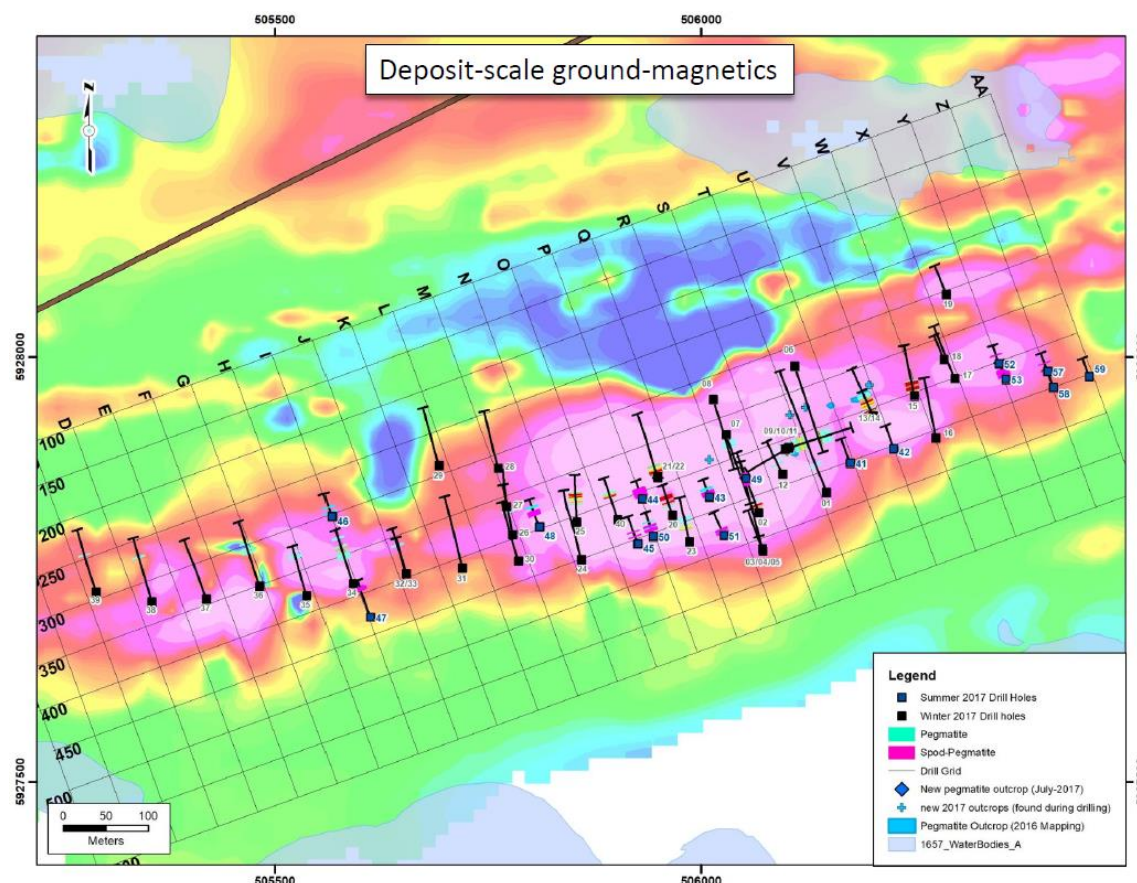 505500
506000
Deposit-scale ground-magnetics
z
AA
Z
Y
X
W
V
U
T
S
R
Q
P
O
N
M
L
K
J
I
H
G
F
E
D
5928000
100
150
200
250
300
350
400
450
500
19
06
18
52
57
59
17
53
58
08
15
13/14
07
09/10/11
16
42
41
29
28
21/22
49
12
01
27
44
43
02
46
48
25
40
20
26
50
51
45
23
03/04/05
30
24
31
32/33
39
38
37
36
35
34
47
5927500
0 50 100
Meters
Legend
Summer 2017 Drill Holes
Winter 2017 Drill holes
Pegmatite
Spod-Pegmatite
Drill Grid
New pegmatite outcrop (July-2017)
new 2017 outcrops (found during drilling)
Pegmatite Outcrop (2016 Mapping)
1657_WaterBodies_A
505500
506000